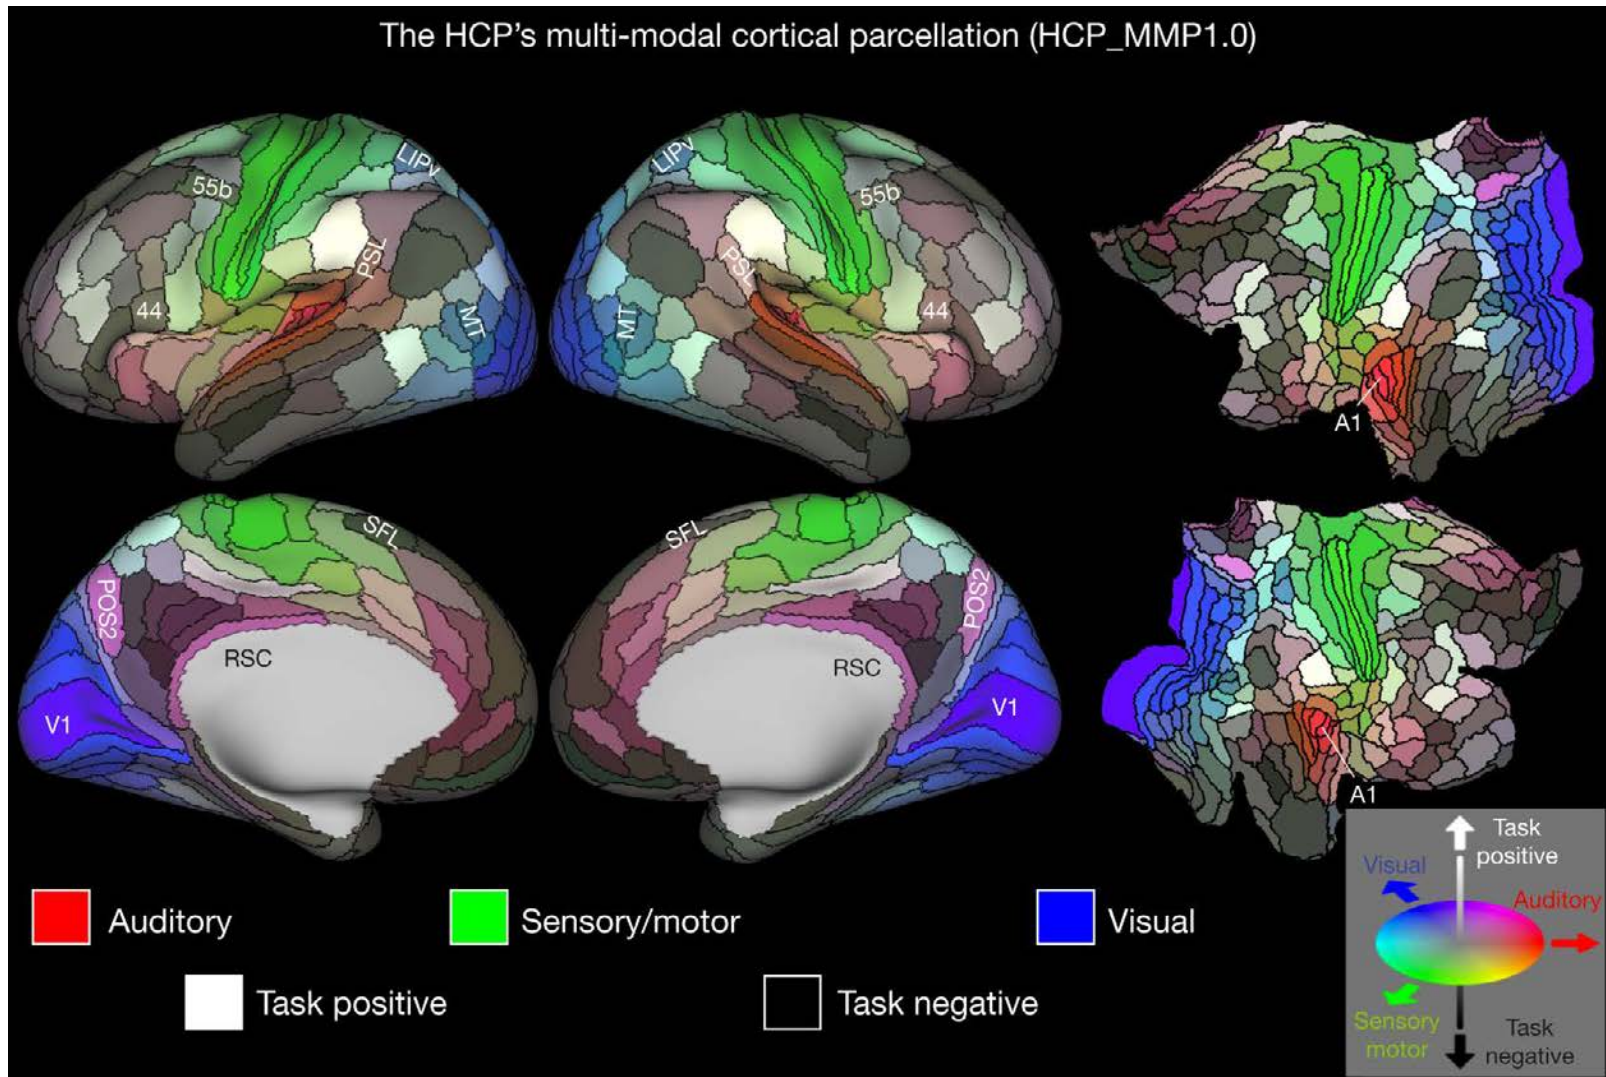 The HCP's multi-modal cortical parcellation (HCP_MMP1.0)
LIPv
55b
PSL
44
MT
LIPv
55b
PSL
44
MT
A1
SFL
POS2
RSC
V1
SFL
POS2
RSC
V1
A1
Auditory
Sensory/motor
Visual
Task positive
Task negative
Task
positive
Visual
Auditory
Sensory
motor
Task
negative